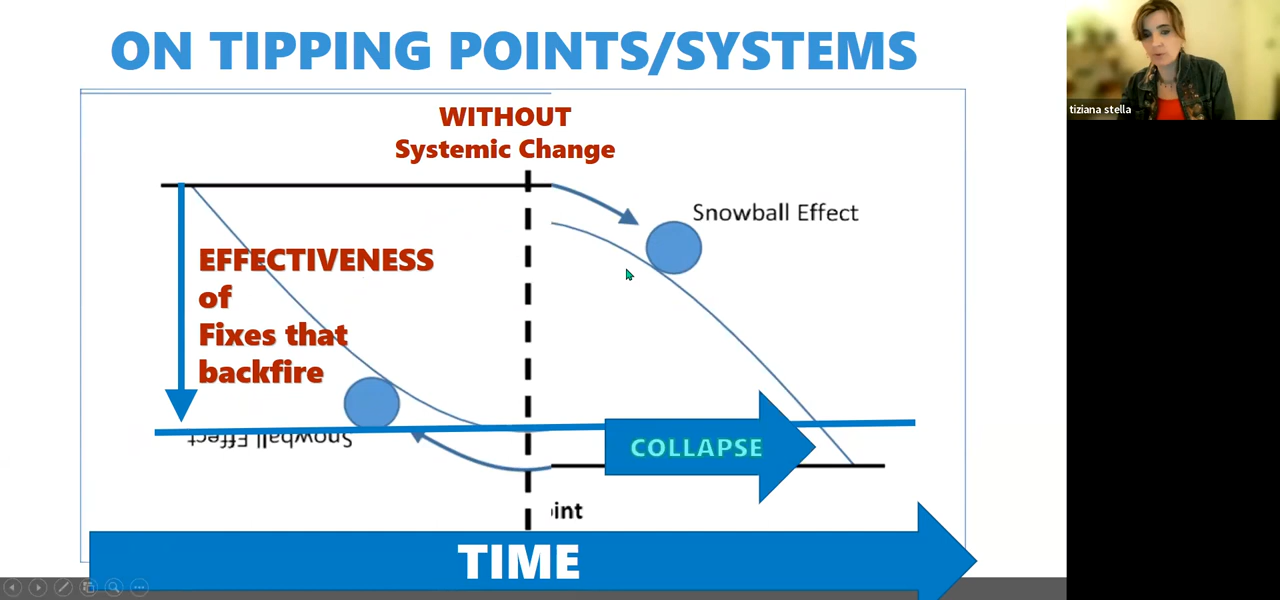 ON TIPPING POINTS/SYSTEMS
tiziana stella
WITHOUT
Systemic Change
Snowball Effect
EFFECTIVENESS
of
Fixes that
backfire
Snowball Effect
COLLAPSE
oint
TIME